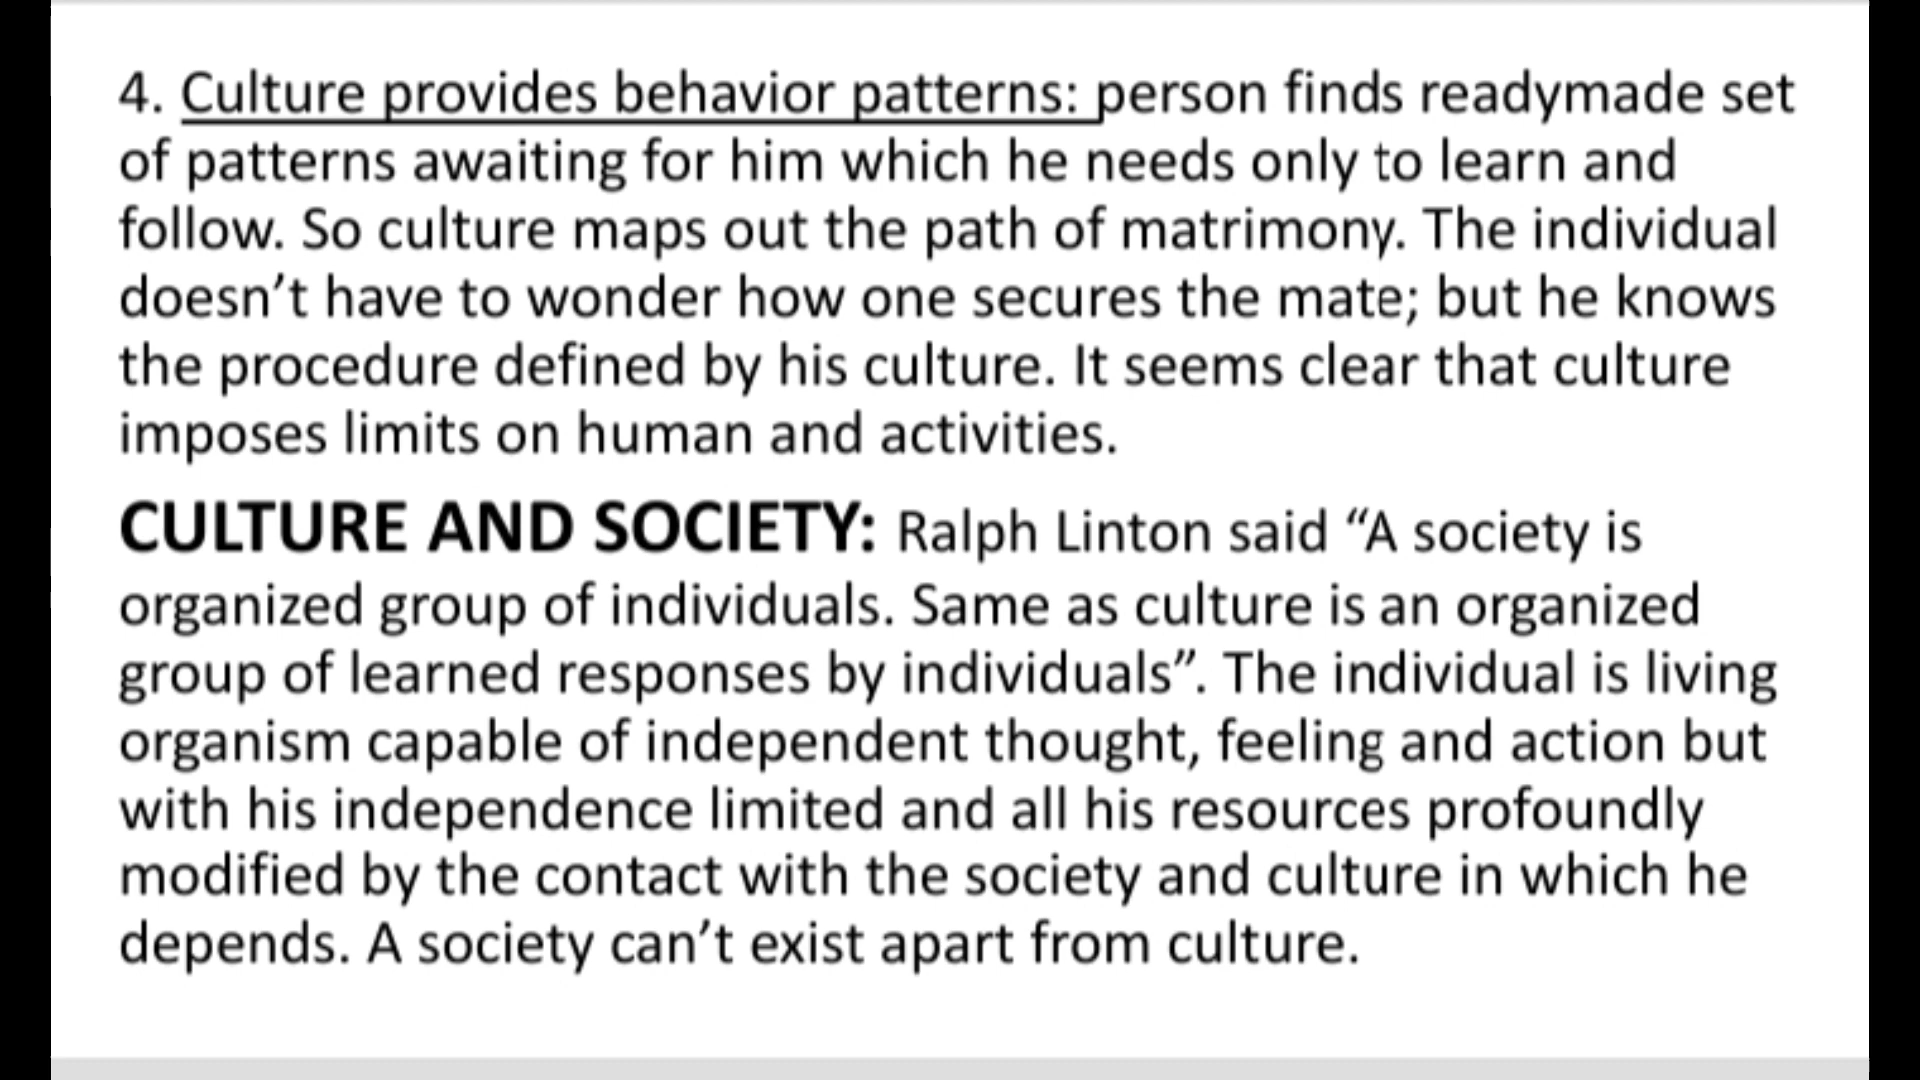 4. Culture provides behavior patterns: person finds readymade set
of patterns awaiting for him which he needs only to learn and
follow. So culture maps out the path of matrimony. The individual
doesn’t have to wonder how one secures the mate; but he knows
the procedure defined by his culture. It seems clear that culture
imposes limits on human and activities.
CULTURE AND SOCIETY: Ralph Linton said “A society is
organized group of individuals. Same as culture is an organized
group of learned responses by individuals”. The individual is living
organism capable of independent thought, feeling and action but
with his independence limited and all his resources profoundly
modified by the contact with the society and culture in which he
depends. A society can’t exist apart from culture.